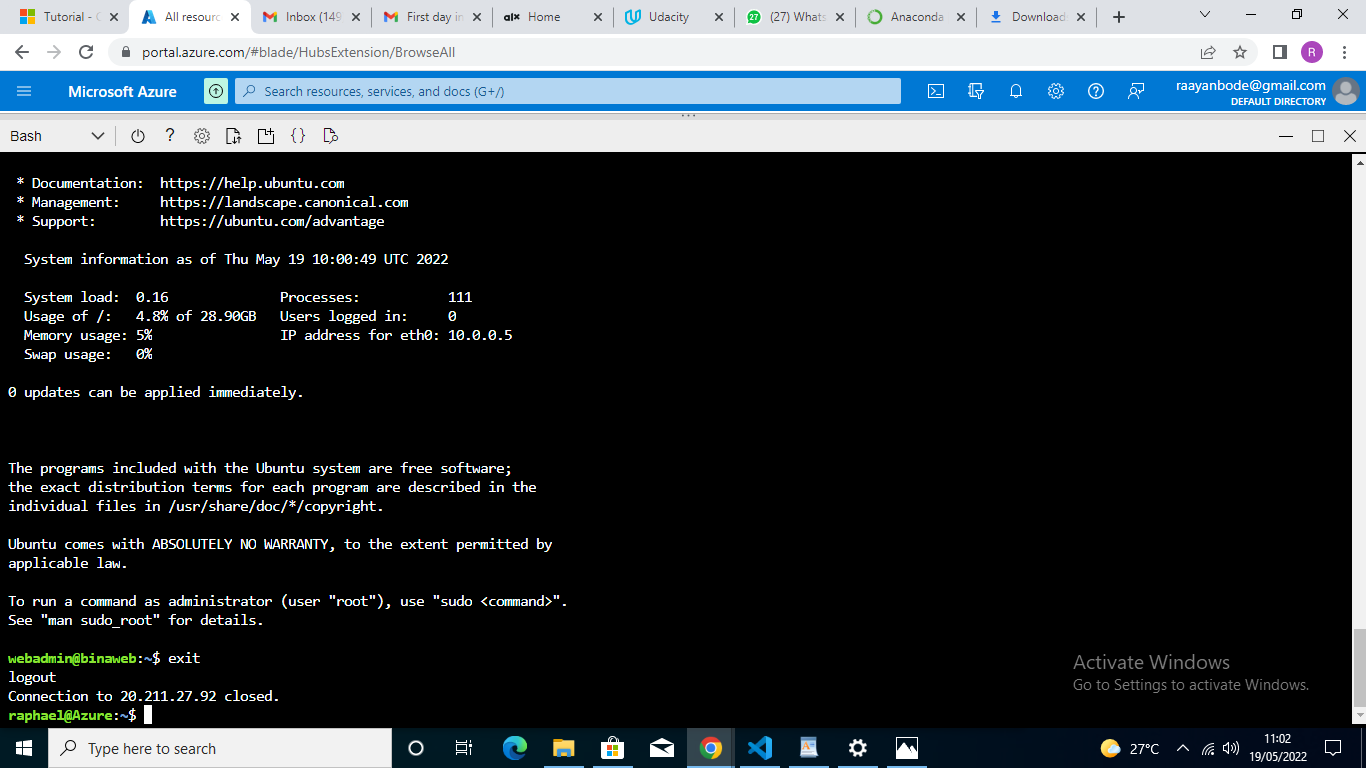 Tutorial - C
All resourc
Inbox (149
First day in
alx Home
Udacity
27 (27) Whats
Anaconda
Download
portal.azure.com/#blade/HubsExtension/BrowseAll
R
Microsoft Azure
Search resources, services, and docs (G+/)
raayanbode@gmail.com
DEFAULT DIRECTORY
Bash
* Documentation:  https://help.ubuntu.com
* Management:     https://landscape.canonical.com
* Support:        https://ubuntu.com/advantage
System information as of Thu May 19 10:00:49 UTC 2022
System load:  0.16              Processes:           111
Usage of /:   4.8% of 28.90GB   Users logged in:     0
Memory usage: 5%                IP address for eth0: 10.0.0.5
Swap usage:   0%
0 updates can be applied immediately.
The programs included with the Ubuntu system are free software;
the exact distribution terms for each program are described in the
individual files in /usr/share/doc/*/copyright.
Ubuntu comes with ABSOLUTELY NO WARRANTY, to the extent permitted by
applicable law.
To run a command as administrator (user "root"), use "sudo <command>".
See "man sudo_root" for details.
webadmin@binaweb:~$ exit
logout
Connection to 20.211.27.92 closed.
raphael@Azure:~$
Activate Windows
Go to Settings to activate Windows.
Type here to search
27°C
11:02
19/05/2022